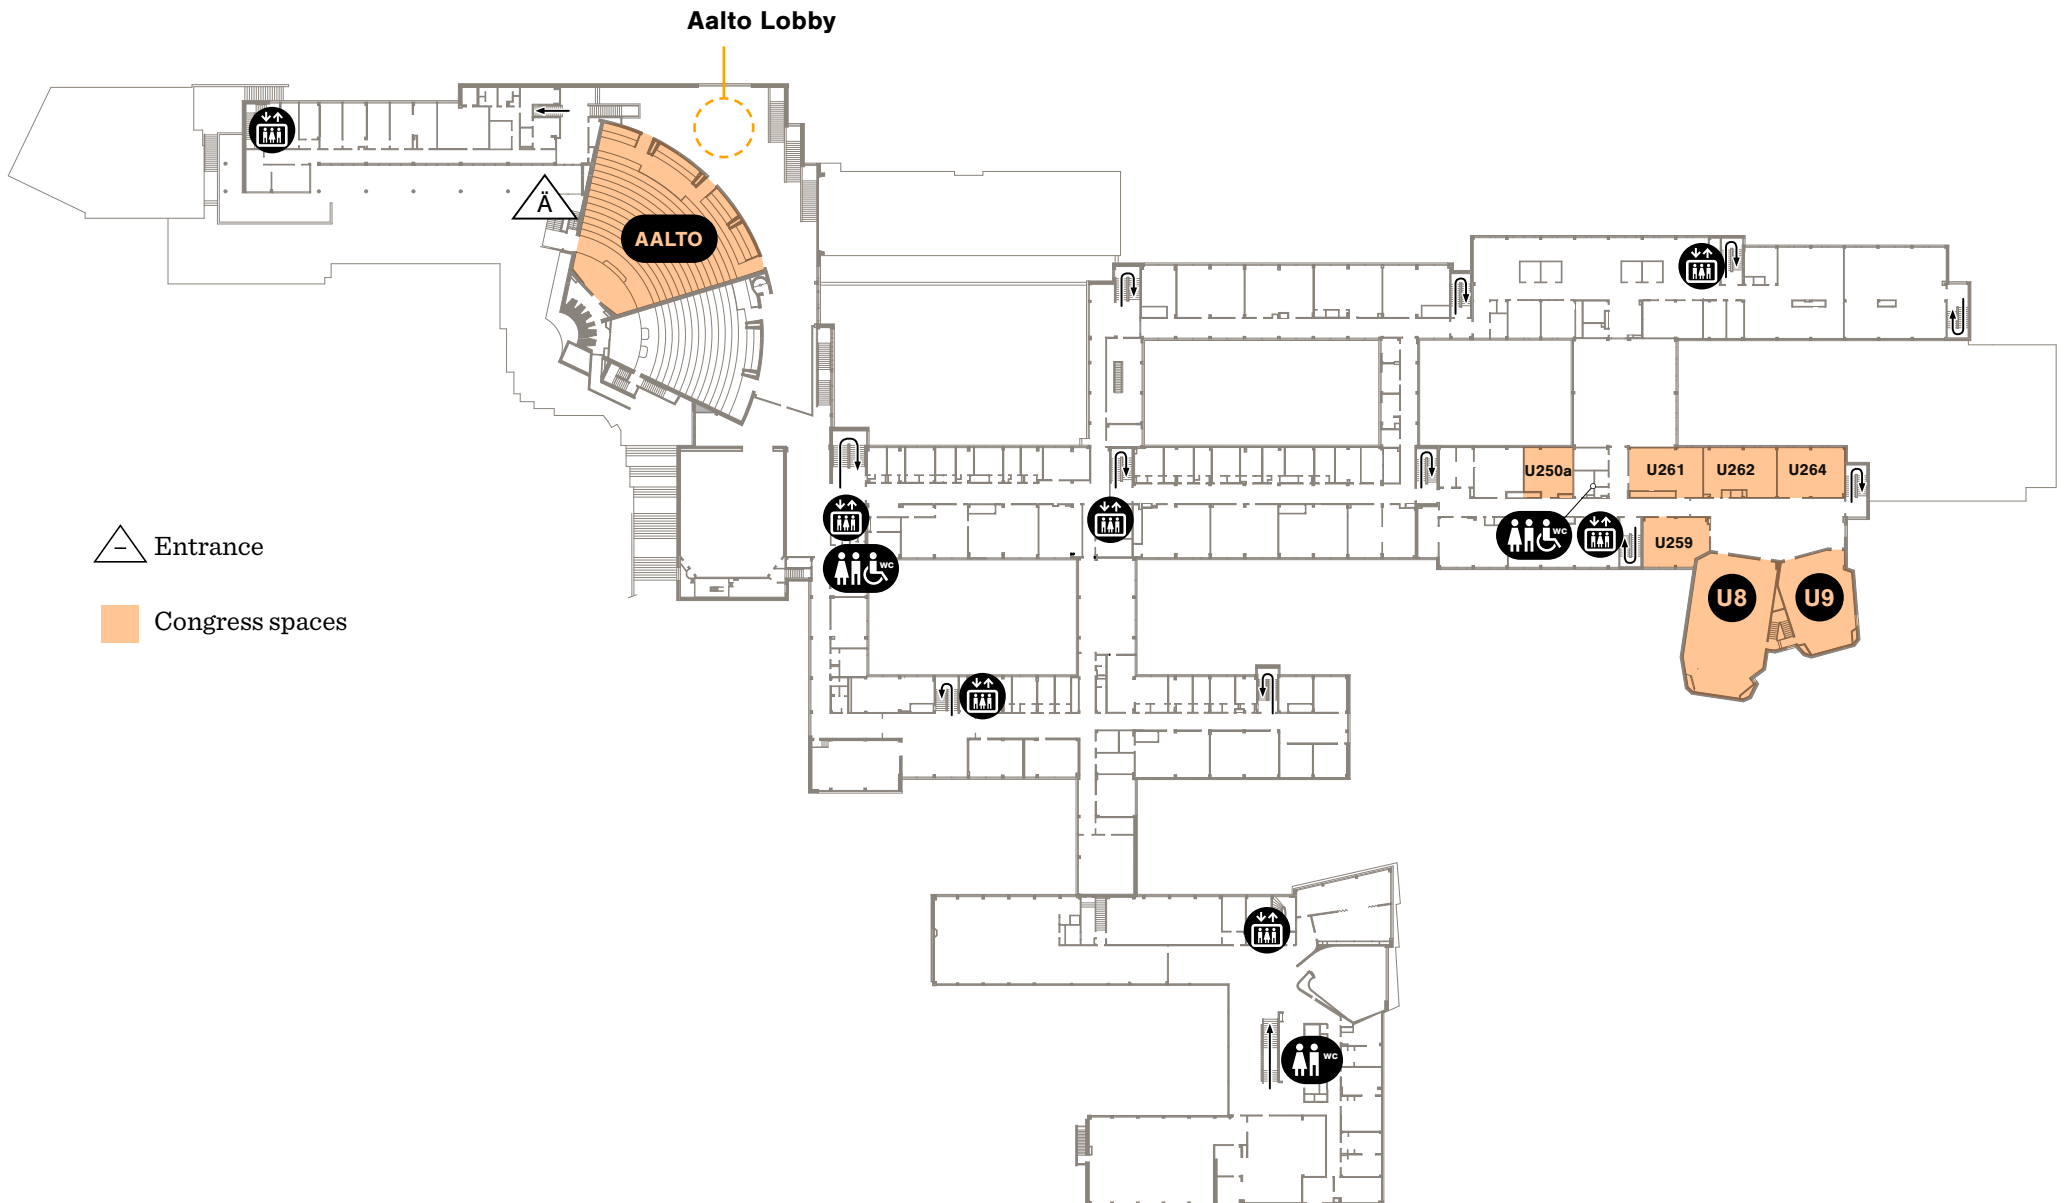 Aalto Lobby
Ä
AALTO
U250a
U261
U262
U264
wc
U259
wc
U8
U9
– Entrance
Congress spaces
wc